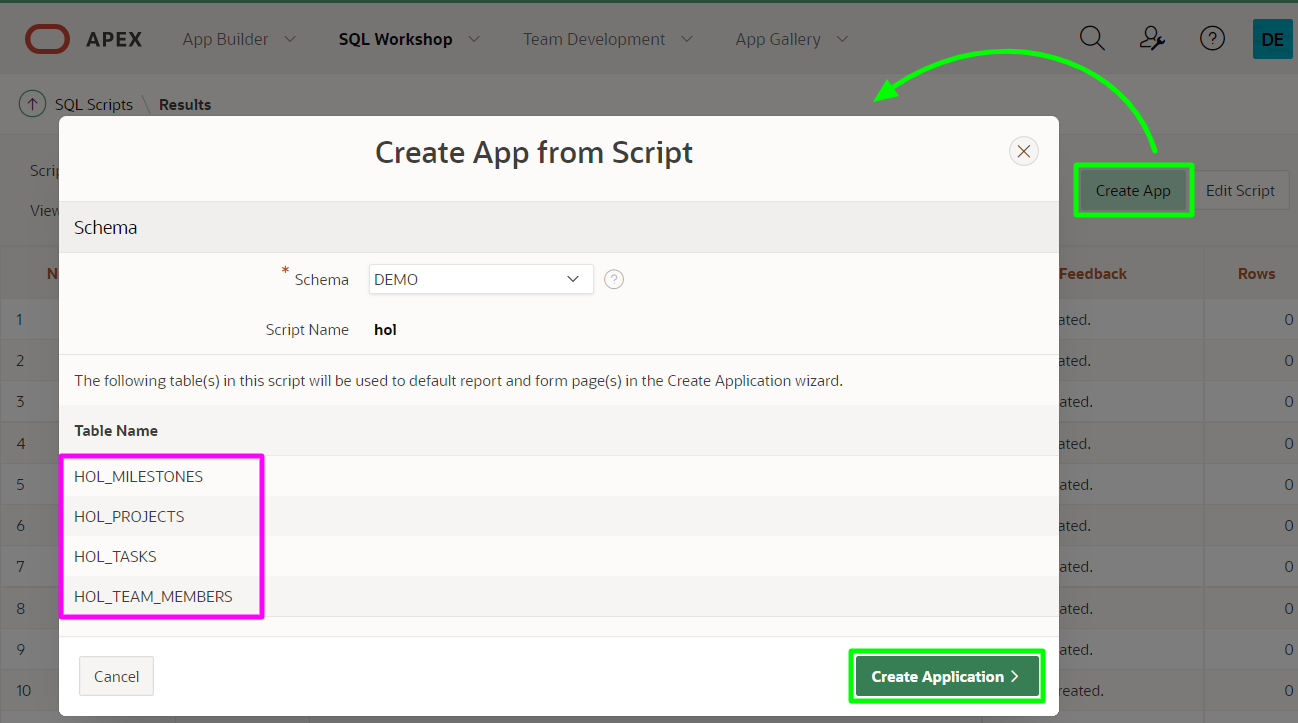 APEX App Builder SQL Workshop Team Development App Gallery DE
SQL Scripts \ Results
Create App from Script
Create App Edit Script
View
Schema
N Feedback Rows
* Schema DEMO
1 ated. 0
Script Name hol
2 ated. 0
The following table(s) in this script will be used to default report and form page(s) in the Create Application wizard.
3 ated. 0
Table Name
4 ated. 0
HOL_MILESTONES
5 ated. 0
HOL_PROJECTS
6 ated. 0
HOL_TASKS
7 ated. 0
HOL_TEAM_MEMBERS
8 ated. 0
9 ated. 0
Cancel Create Application
10 reated. 0